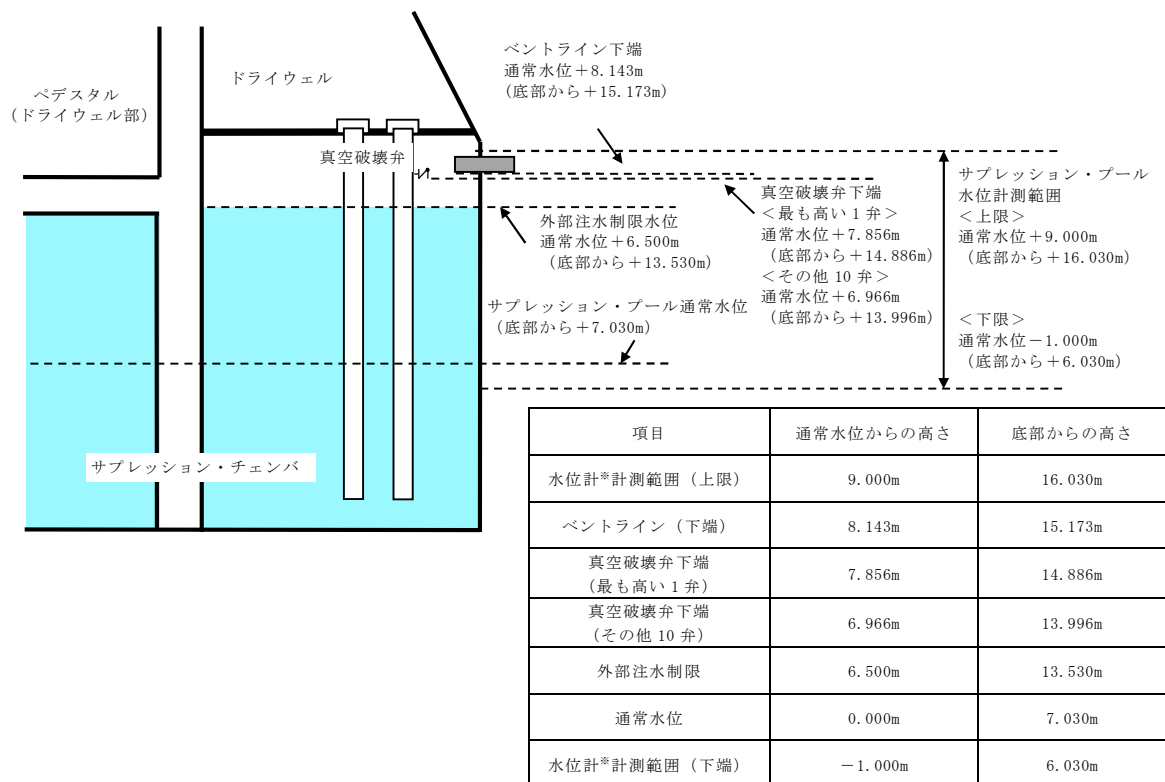 ペデスタル
(ドライウェル部)
ドライウェル
真空破壊弁
ベントライン下端
通常水位+8.143m
(底部から+15.173m)
外部注水制限水位
通常水位+6.500m
(底部から+13.530m)
真空破壊弁下端
<最も高い1弁>
通常水位+7.856m
(底部から+14.886m)
<その他10弁>
通常水位+6.966m
(底部から+13.996m)
サプレッション・プール
水位計測範囲
<上限>
通常水位+9.000m
(底部から+16.030m)
<下限>
通常水位-1.000m
(底部から+6.030m)
サプレッション・プール通常水位
(底部から+7.030m)
サプレッション・チェンバ
項目 通常水位からの高さ 底部からの高さ
水位計※計測範囲(上限) 9.000m 16.030m
ベントライン(下端) 8.143m 15.173m
真空破壊弁下端
(最も高い1弁) 7.856m 14.886m
真空破壊弁下端
(その他10弁) 6.966m 13.996m
外部注水制限 6.500m 13.530m
通常水位 0.000m 7.030m
水位計※計測範囲(下端) -1.000m 6.030m